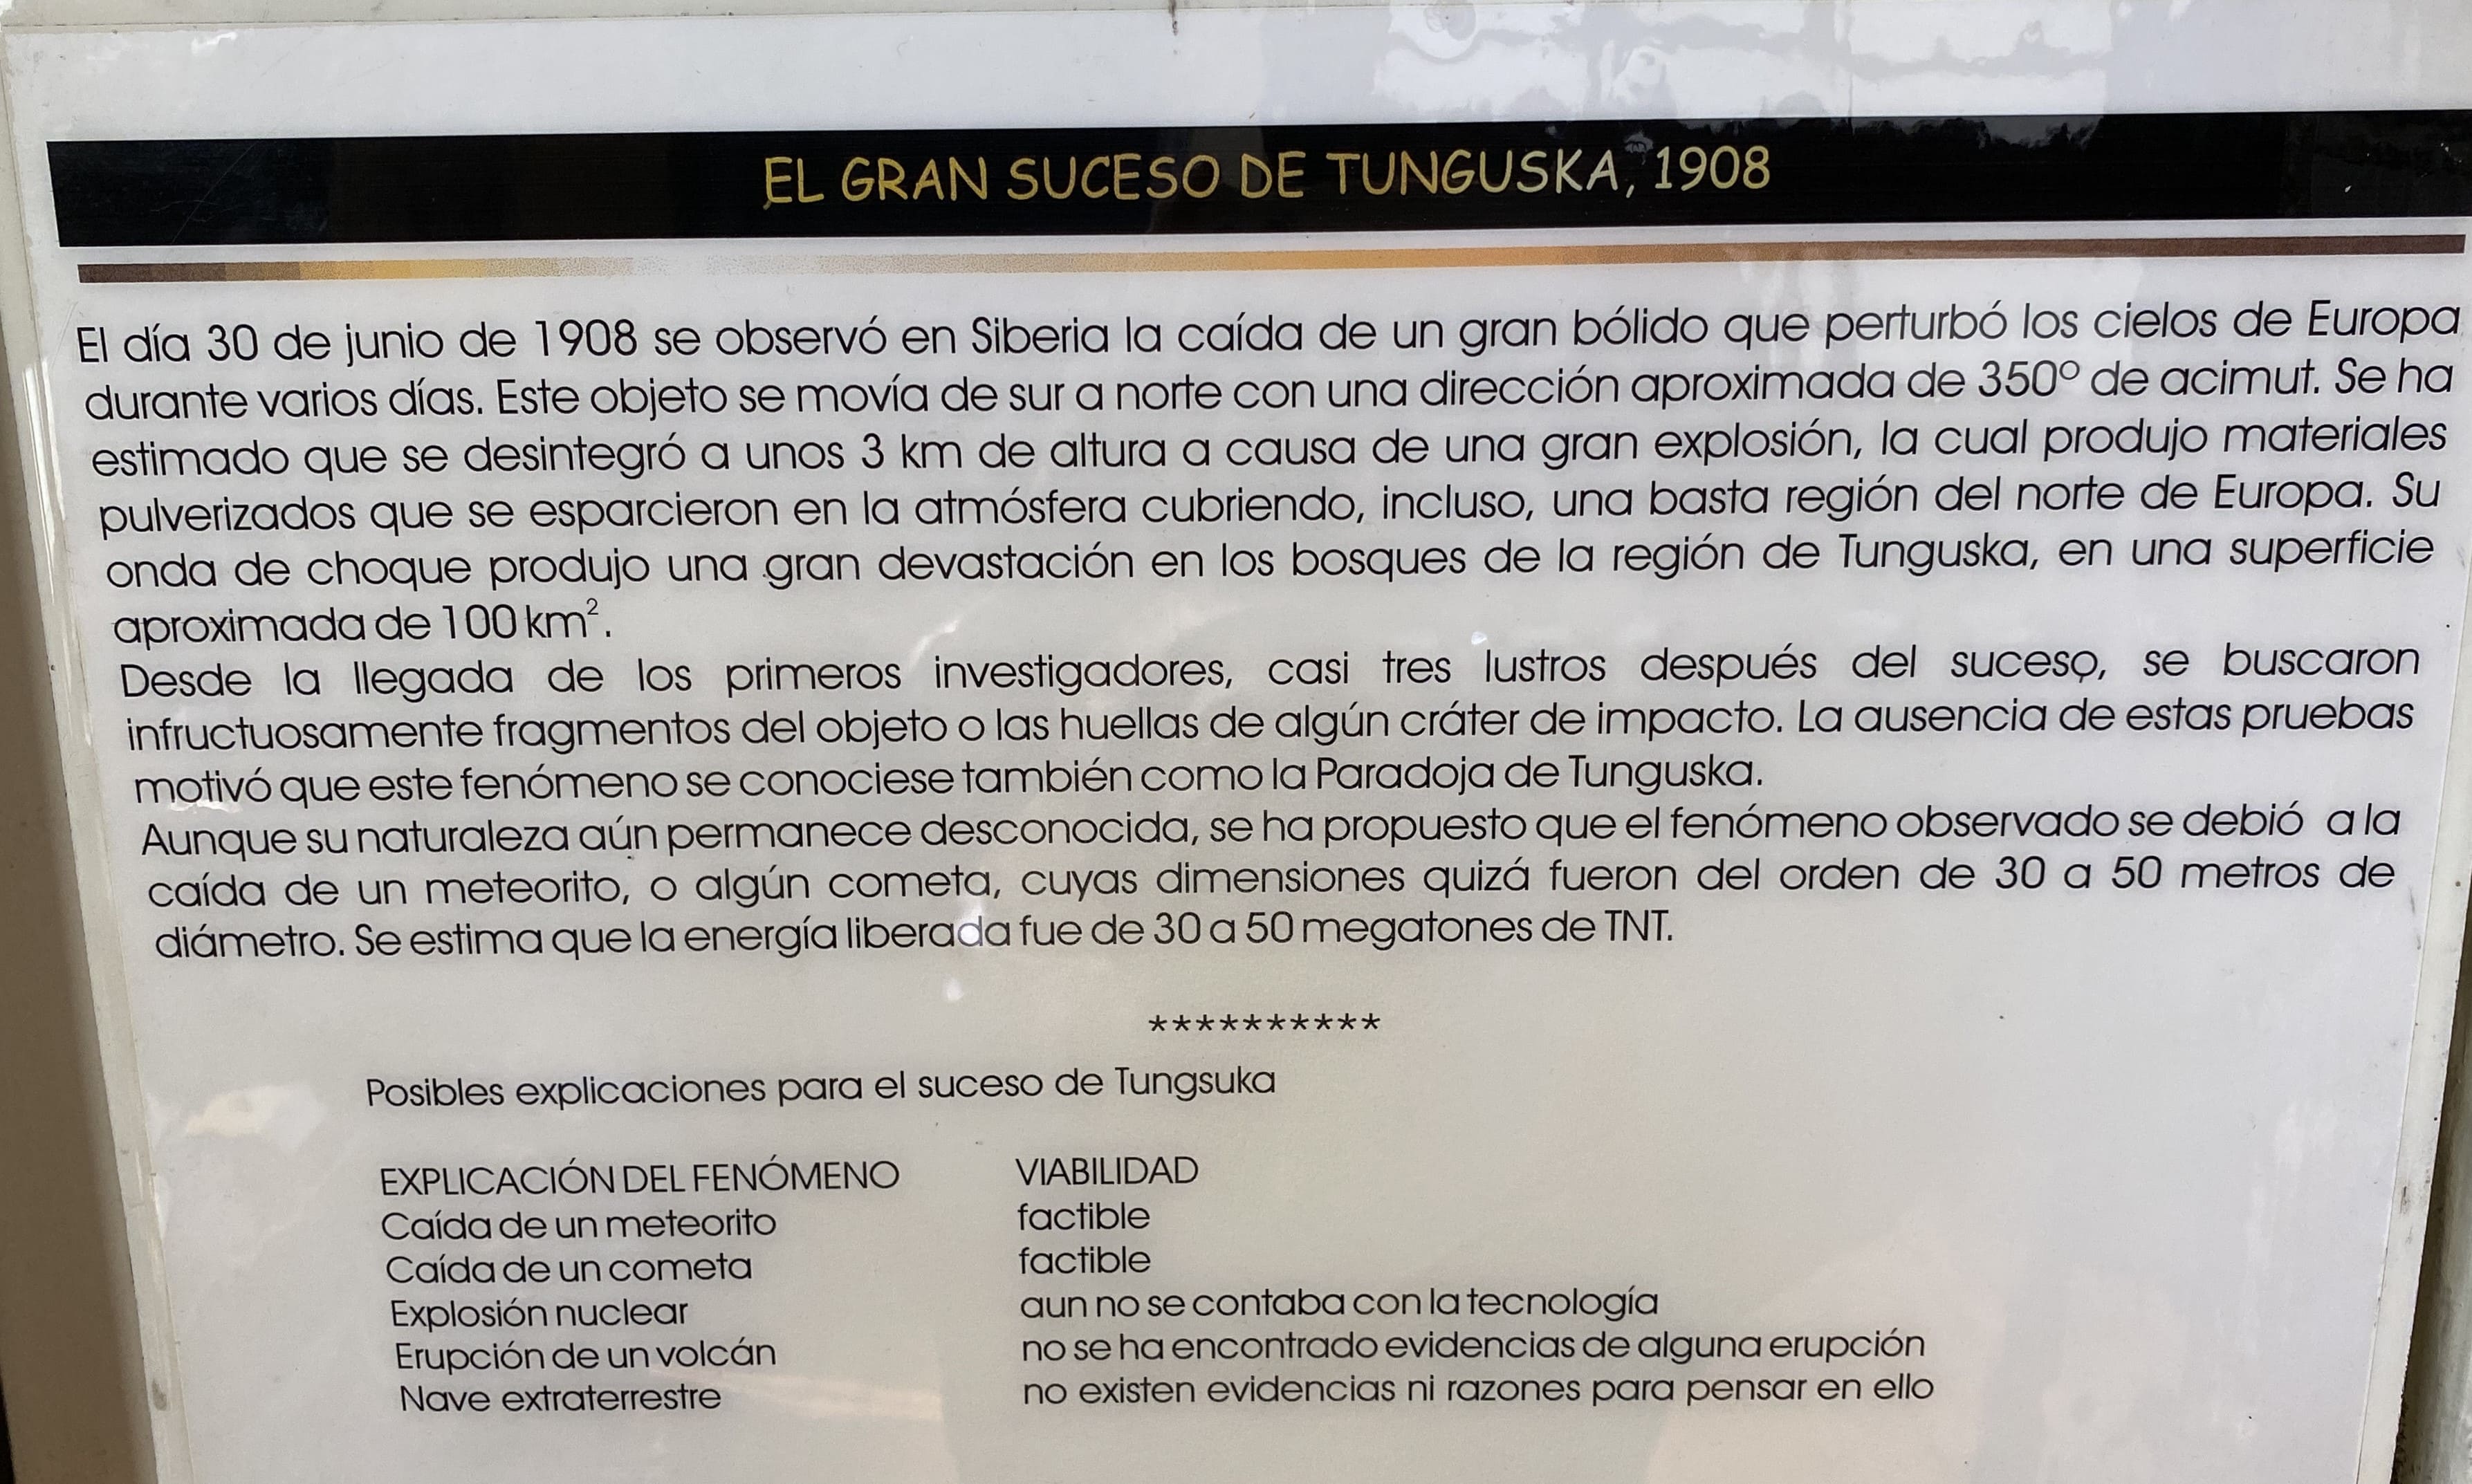 EL GRAN SUCESO DE TUNGUSKA, 1908
El día 30 de junio de 1908 se observó en Siberia la caída de un gran bólido que perturbó los cielos de Europa
durante varios días. Este objeto se movía de sur a norte con una dirección aproximada de 350º de acimut. Se ha
estimado que se desintegró a unos 3 km de altura a causa de una gran explosión, la cual produjo materiales
pulverizados que se esparcieron en la atmósfera cubriendo, incluso, una basta región del norte de Europa. Su
onda de choque produjo una gran devastación en los bosques de la región de Tunguska, en una superficie
aproximada de 100 km².
Desde la llegada de los primeros investigadores, casi tres lustros después del suceso, se buscaron
infructuosamente fragmentos del objeto o las huellas de algún cráter de impacto. La ausencia de estas pruebas
motivó que este fenómeno se conociese también como la Paradoja de Tunguska.
Aunque su naturaleza aún permanece desconocida, se ha propuesto que el fenómeno observado se debió a la
caída de un meteorito, o algún cometa, cuyas dimensiones quizá fueron del orden de 30 a 50 metros de
diámetro. Se estima que la energía liberada fue de 30 a 50 megatones de TNT.
**********
Posibles explicaciones para el suceso de Tungsuka
EXPLICACIÓN DEL FENÓMENO VIABILIDAD
Caída de un meteorito factible
Caída de un cometa factible
Explosión nuclear aun no se contaba con la tecnología
Erupción de un volcán no se ha encontrado evidencias de alguna erupción
Nave extraterrestre no existen evidencias ni razones para pensar en ello